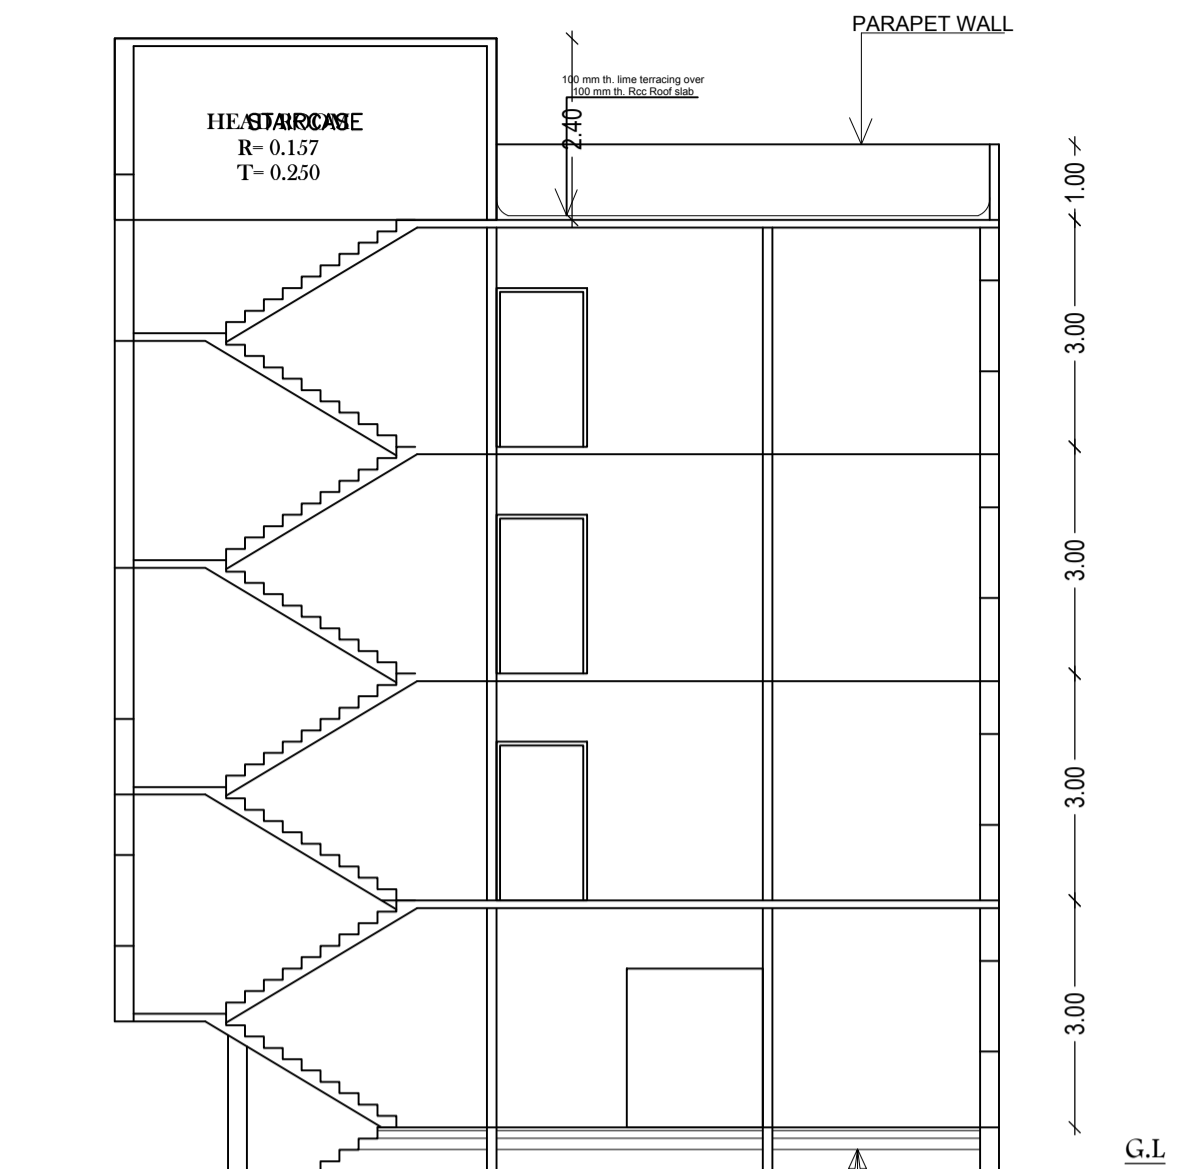 PARAPET WALL
100 mm th. lime terracing over
100 mm th. Rcc Roof slab
2.40
STAIRCASE
R= 0.157
T= 0.250
1.00
3.00
3.00
3.00
3.00
G.L